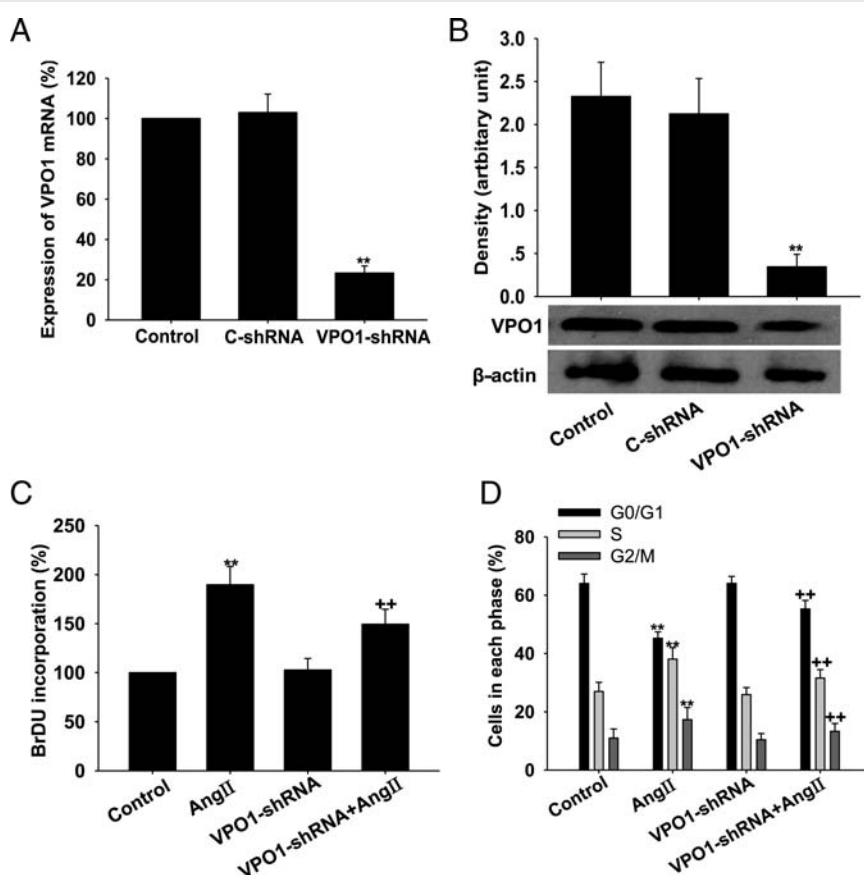 A
Expression of VPO1 mRNA (%)
120
100
80
60
40
20
0
Control
C-shRNA
VPO1-shRNA
**
B
Density (artbitary unit)
3.0
2.5
2.0
1.5
1.0
.5
0.0
**
VPO1
β-actin
Control
C-shRNA
VPO1-shRNA
C
BrDU incorporation (%)
250
200
150
100
50
0
**
++
Control
AngII
VPO1-shRNA
VPO1-shRNA+AngII
D
G0/G1
S
G2/M
Cells in each phase (%)
80
60
40
20
0
**
**
**
++
++
++
Control
AngII
VPO1-shRNA
VPO1-shRNA+AngII